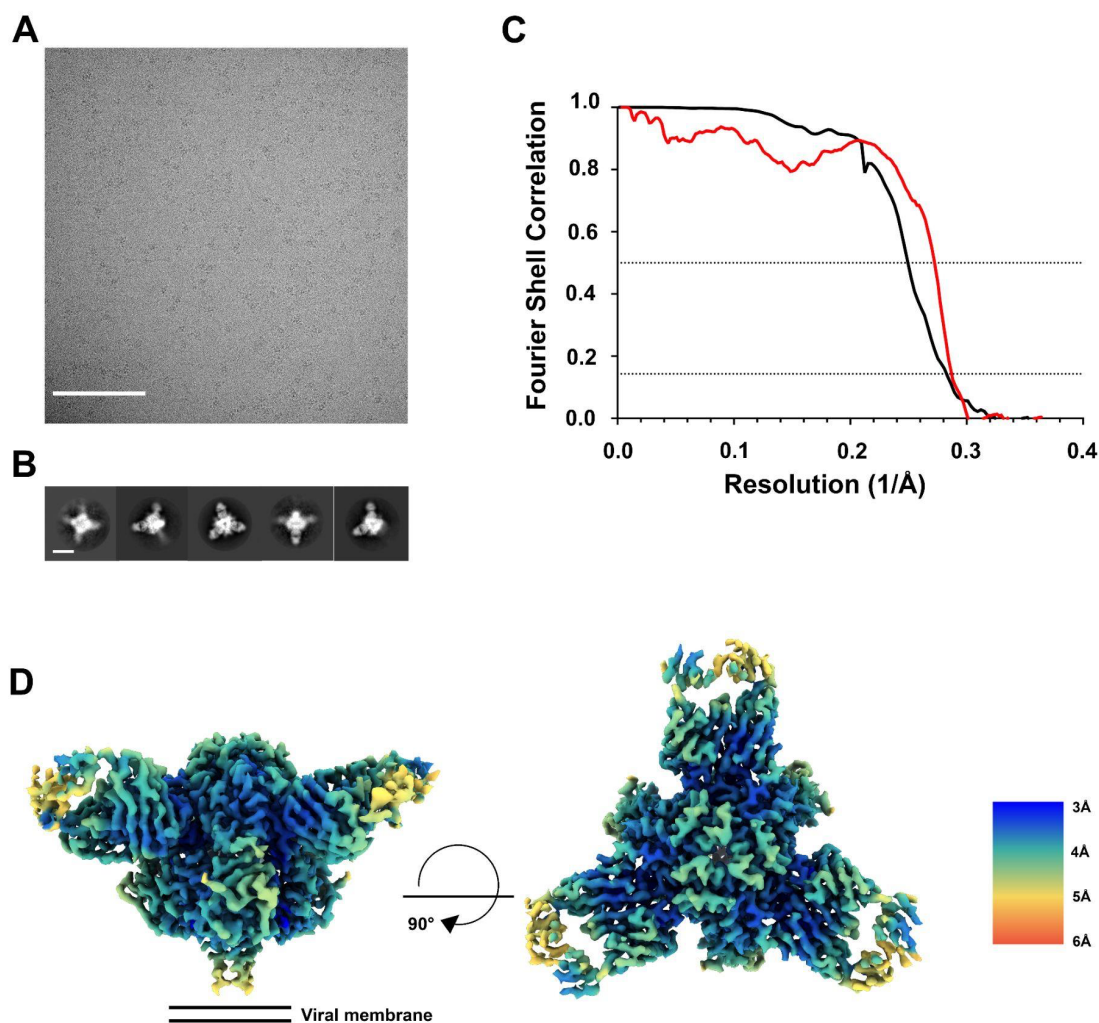 A
C
1.0
0.8
0.6
0.4
0.2
0.0
Fourier Shell Correlation
0.0 0.1 0.2 0.3 0.4
Resolution (1/Å)
B
D
90°
Viral membrane
3Å
4Å
5Å
6Å